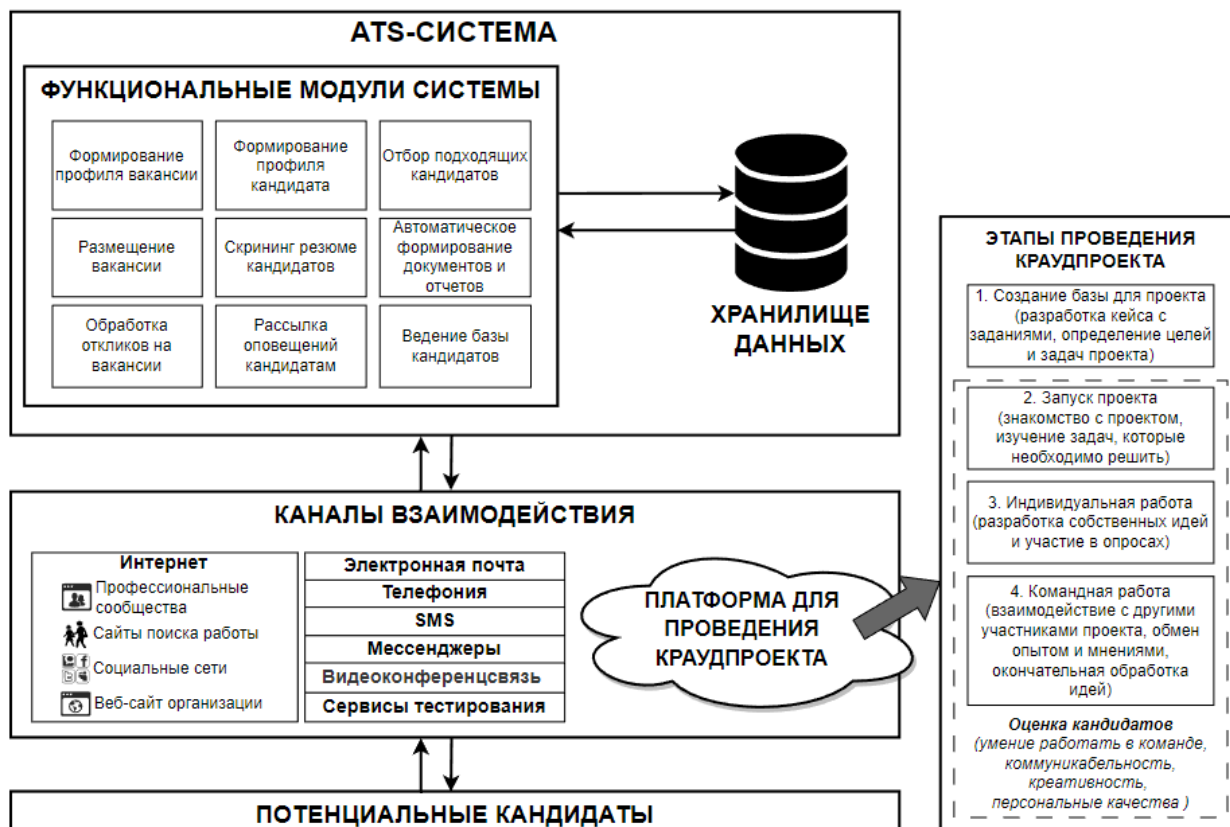 ATS-СИСТЕМА
ФУНКЦИОНАЛЬНЫЕ МОДУЛИ СИСТЕМЫ
Формирование
профиля вакансии
Формирование
профиля
кандидата
Отбор подходящих
кандидатов
Размещение
вакансии
Скрининг резюме
кандидатов
Автоматическое
формирование
документов и
отчетов
Обработка
откликов на
вакансии
Рассылка
оповещений
кандидатам
Ведение базы
кандидатов
ХРАНИЛИЩЕ
ДАННЫХ
КАНАЛЫ ВЗАИМОДЕЙСТВИЯ
Интернет
Профессиональные
сообщества
Сайты поиска работы
Социальные сети
Веб-сайт организации
Электронная почта
Телефония
SMS
Мессенджеры
Видеоконференцсвязь
Сервисы тестирования
ПЛАТФОРМА ДЛЯ
ПРОВЕДЕНИЯ
КРАУДПРОЕКТА
ПОТЕНЦИАЛЬНЫЕ КАНДИДАТЫ
ЭТАПЫ ПРОВЕДЕНИЯ
КРАУДПРОЕКТА
1. Создание базы для проекта
(разработка кейса с
заданиями, определение целей
и задач проекта)
2. Запуск проекта
(знакомство с проектом,
изучение задач, которые
необходимо решить)
3. Индивидуальная работа
(разработка собственных идей
и участие в опросах)
4. Командная работа
(взаимодействие с другими
участниками проекта, обмен
опытом и мнениями,
окончательная обработка
идей)
Оценка кандидатов
(умение работать в команде,
коммуникабельность,
креативность,
персональные качества )